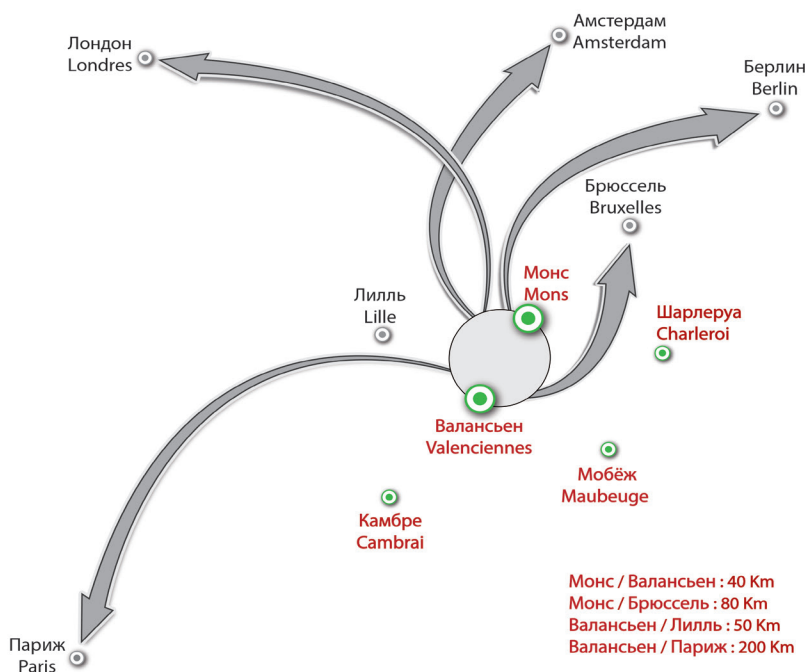 Амстердам
Amsterdam
Лондон
Londres
Берлин
Berlin
Брюссель
Bruxelles
Монс
Mons
Лилль
Lille
Шарлеруа
Charleroi
Валансьен
Valenciennes
Мобёж
Maubeuge
Камбре
Cambrai
Монс / Валансьен : 40 Km
Монс / Брюссель : 80 Km
Валансьен / Лилль : 50 Km
Валансьен / Париж : 200 Km
Париж
Paris